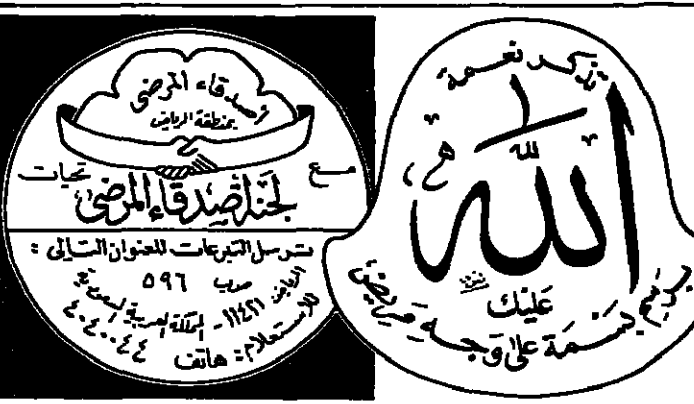 تذكر نعمة
الله
عليك
برسم بسمة على وجه مريض
أصدقاء المرضى
بمنطقة الرياض
مع تحيات
لجنة أصدقاء المرضى
ترسل التبرعات للعنوان التالي :
ص ب ٥٩٦
الرياض ١١٤٢١ - المملكة العربية السعودية
للاستعلام : هاتف ٤٠٤٠٠٤٤